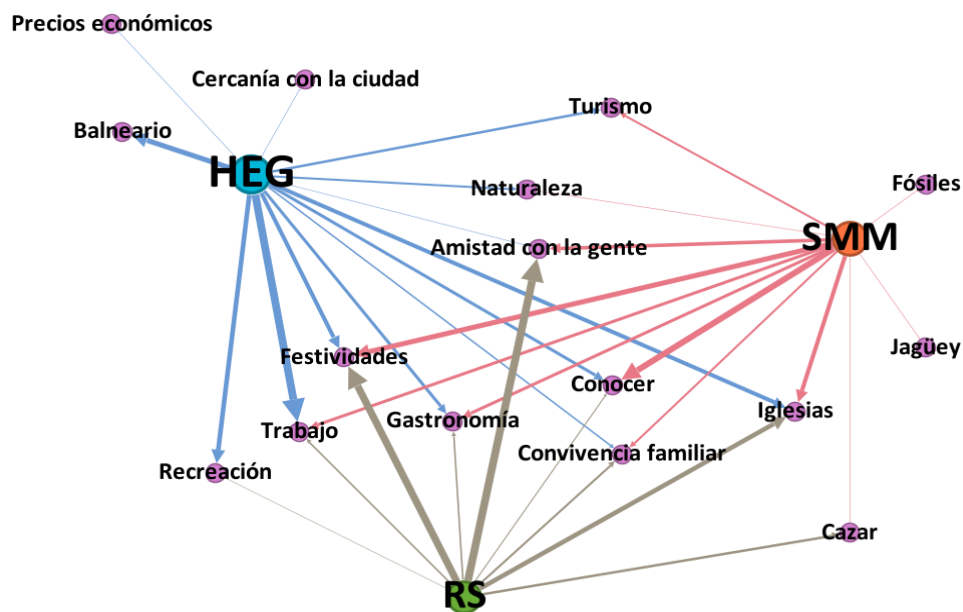 Precios económicos
Cercanía con la ciudad
Turismo
Balneario
HEG
Naturaleza
Fósiles
SMM
Amistad con la gente
Festividades
Jagüey
Conocer
Iglesias
Gastronomía
Trabajo
Convivencia familiar
Recreación
Cazar
RS